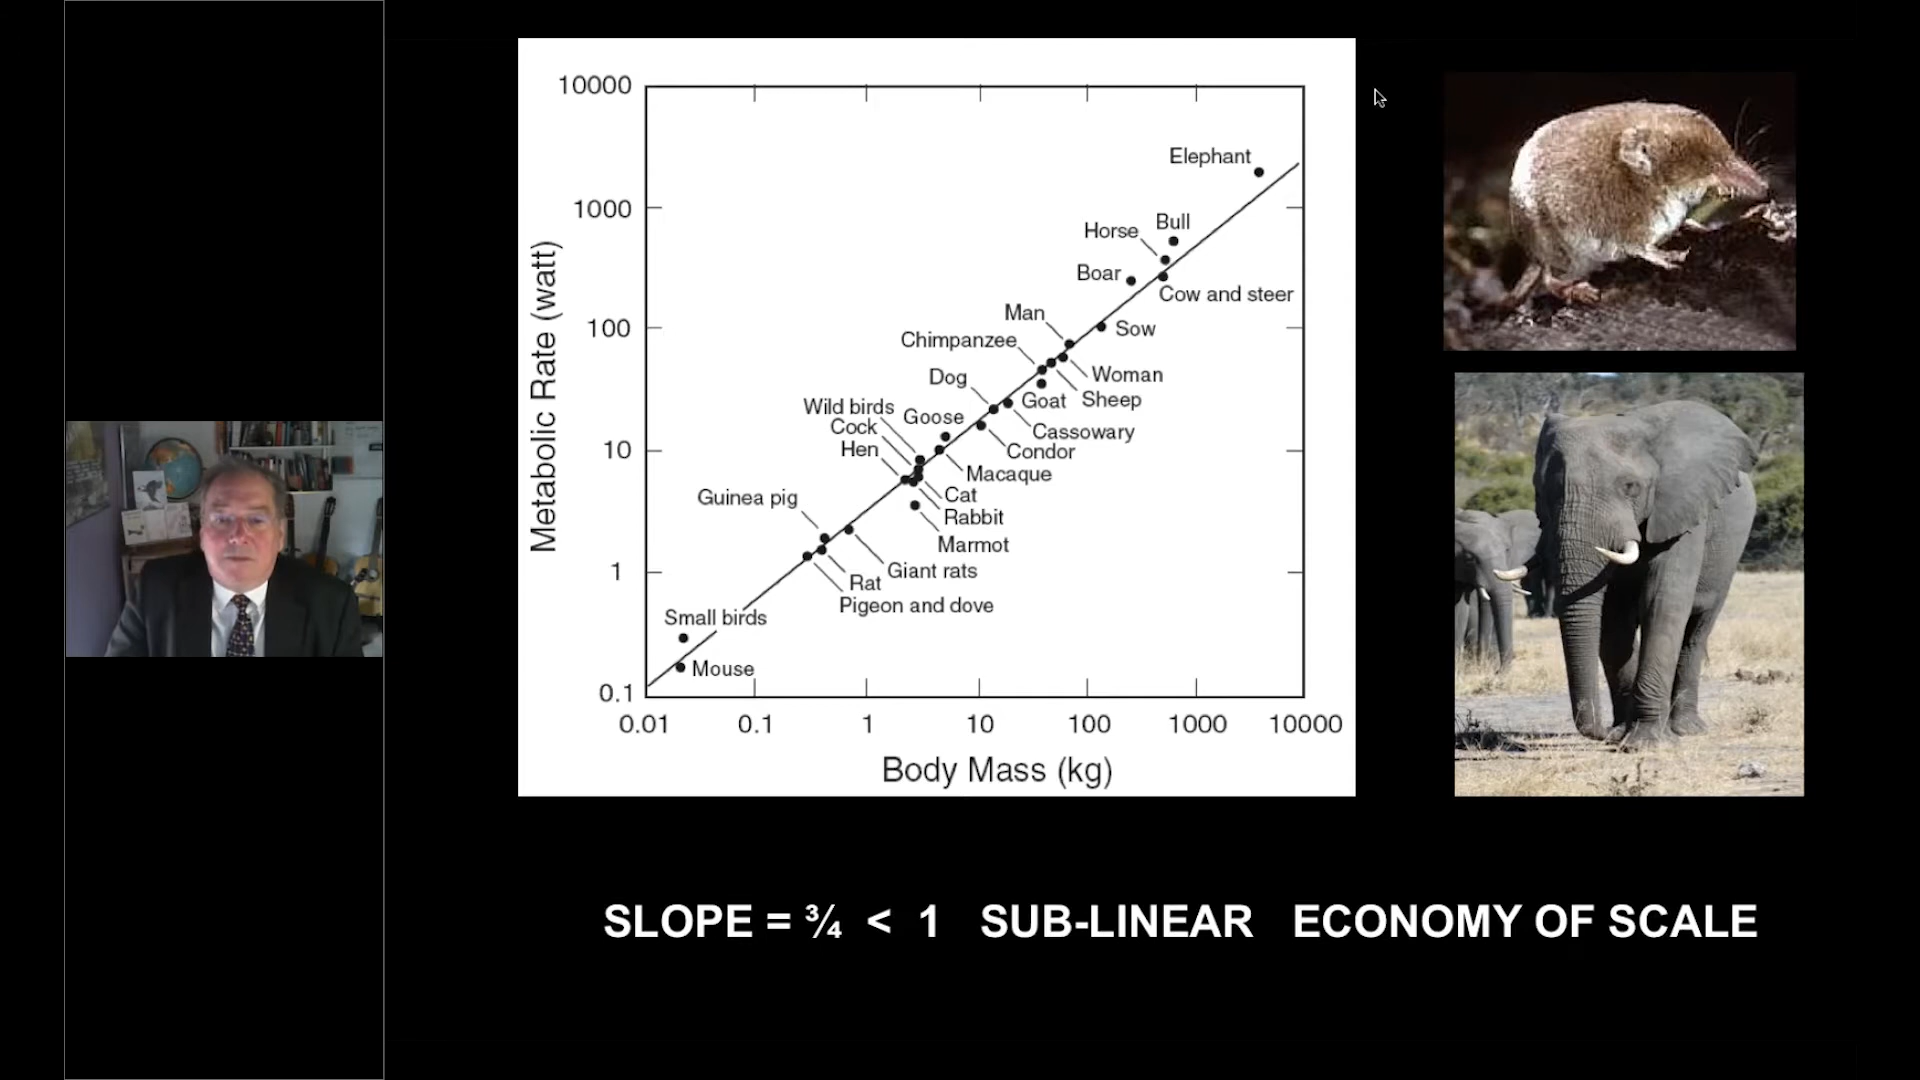 10000
Elephant
1000
Bull
Horse
Boar
Cow and steer
Man
100
Sow
Chimpanzee
Woman
Dog
Sheep
Goat
Wild birds
Goose
Cock
Cassowary
10
Hen
Condor
Macaque
Guinea pig
Cat
Rabbit
Marmot
1
Giant rats
Rat
Pigeon and dove
Small birds
Mouse
0.1
Metabolic Rate (watt)
0.01 0.1 1 10 100 1000 10000
Body Mass (kg)
SLOPE = ¾ < 1 SUB-LINEAR ECONOMY OF SCALE